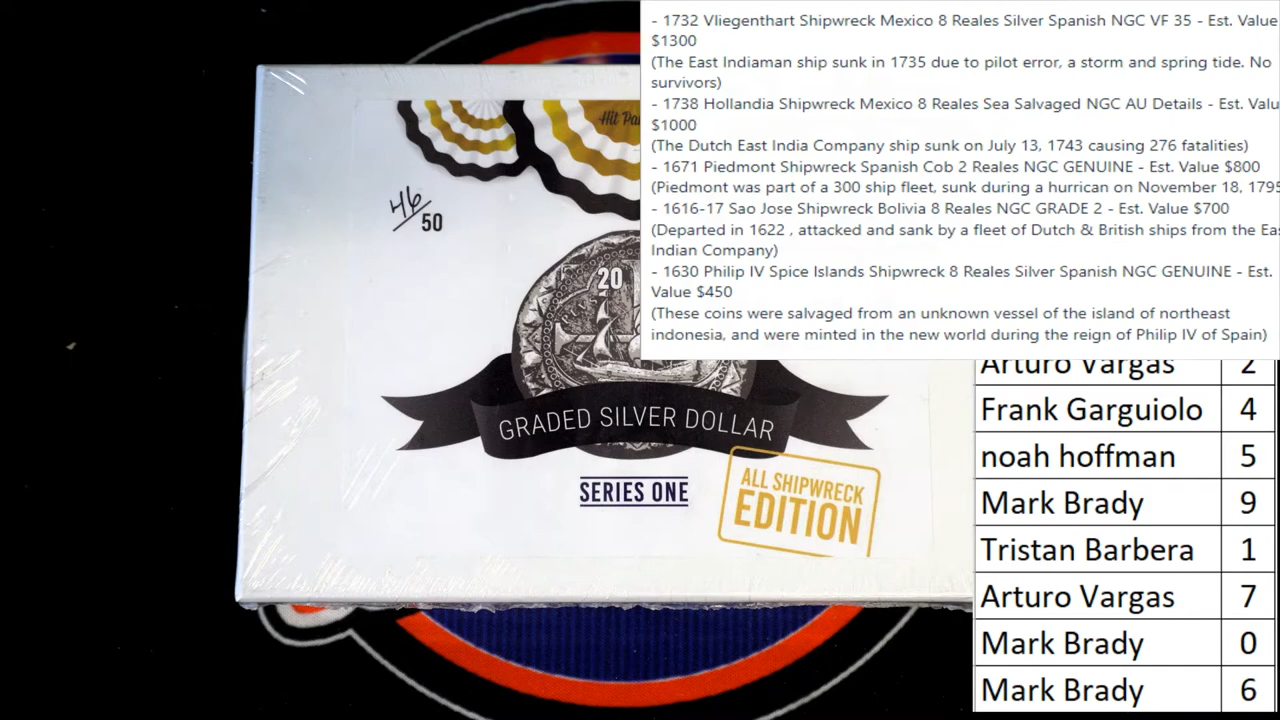 - 1732 Vliegenthart Shipwreck Mexico 8 Reales Silver Spanish NGC VF 35 - Est. Value
$1300
(The East Indiaman ship sunk in 1735 due to pilot error, a storm and spring tide. No
survivors)
- 1738 Hollandia Shipwreck Mexico 8 Reales Sea Salvaged NGC AU Details - Est.
$1000
(The Dutch East India Company ship sunk on July 13, 1743 causing 276 fatalities)
- 1671 Piedmont Shipwreck Spanish Cob 2 Reales NGC GENUINE - Est. Value $800
(Piedmont was part of a 300 ship fleet, sunk during a hurrican on November 18, 1795
- 1616-17 Sao Jose Shipwreck Bolivia 8 Reales NGC GRADE 2 - Est. Value $700
(Departed in 1622 , attacked and sank by a fleet of Dutch & British ships from the
Indian Company)
- 1630 Philip IV Spice Islands Shipwreck 8 Reales Silver Spanish NGC GENUINE - Est.
Value $450
(These coins were salvaged from an unknown vessel of the island of northeast
indonesia, and were minted in the new world during the reign of Philip IV of Spain)
Hit
46/50
20
GRADED SILVER DOLLAR
SERIES ONE
ALL SHIPWRECK
EDITION
Arturo Vargas 2
Frank Garguiolo 4
noah hoffman 5
Mark Brady 9
Tristan Barbera 1
Arturo Vargas 7
Mark Brady 0
Mark Brady 6